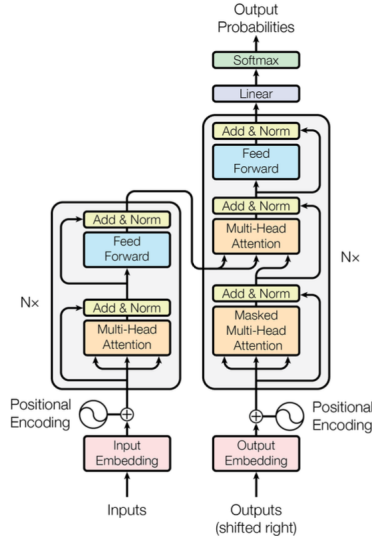 Output
Probabilities
Softmax
Linear
Add & Norm
Feed
Forward
Add & Norm
Multi-Head
Attention
Add & Norm
Masked
Multi-Head
Attention
N×
Positional
Encoding
Output
Embedding
Outputs
(shifted right)
Add & Norm
Feed
Forward
Add & Norm
Multi-Head
Attention
N×
Positional
Encoding
Input
Embedding
Inputs